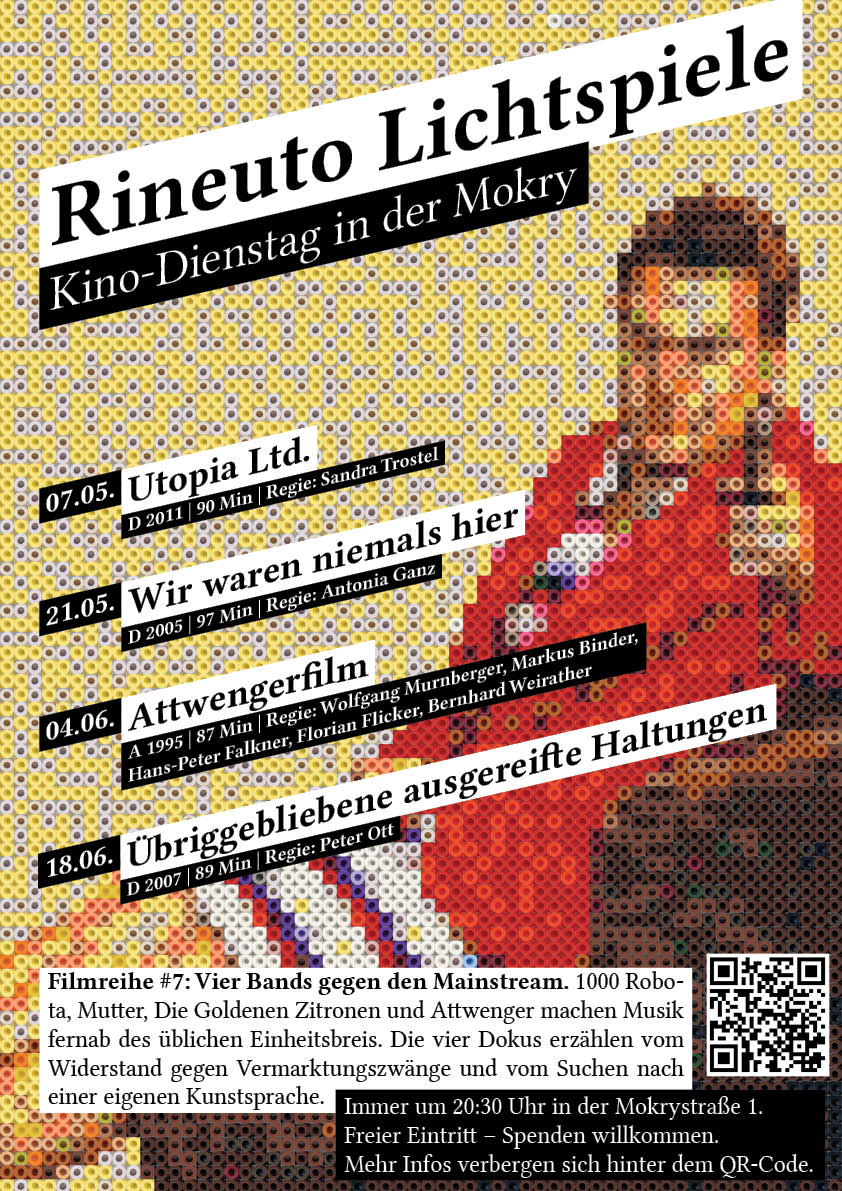 Rineuto Lichtspiele
Kino-Dienstag in der Mokry
07.05. Utopia Ltd.
D 2011 | 90 Min | Regie: Sandra Trostel
21.05. Wir waren niemals hier
D 2005 | 97 Min | Regie: Antonia Ganz
04.06. Attwengerfilm
A 1995 | 87 Min | Regie: Wolfgang Murnberger, Markus Binder,
Hans-Peter Falkner, Florian Flicker, Bernhard Weirather
18.06. Übriggebliebene ausgereifte Haltungen
D 2007 | 89 Min | Regie: Peter Ott
Filmreihe #7: Vier Bands gegen den Mainstream. 1000 Robo-
ta, Mutter, Die Goldenen Zitronen und Attwenger machen Musik
fernab des üblichen Einheitsbreis. Die vier Dokus erzählen vom
Widerstand gegen Vermarktungszwänge und vom Suchen nach
einer eigenen Kunstsprache.
Immer um 20:30 Uhr in der Mokrystraße 1.
Freier Eintritt – Spenden willkommen.
Mehr Infos verbergen sich hinter dem QR-Code.